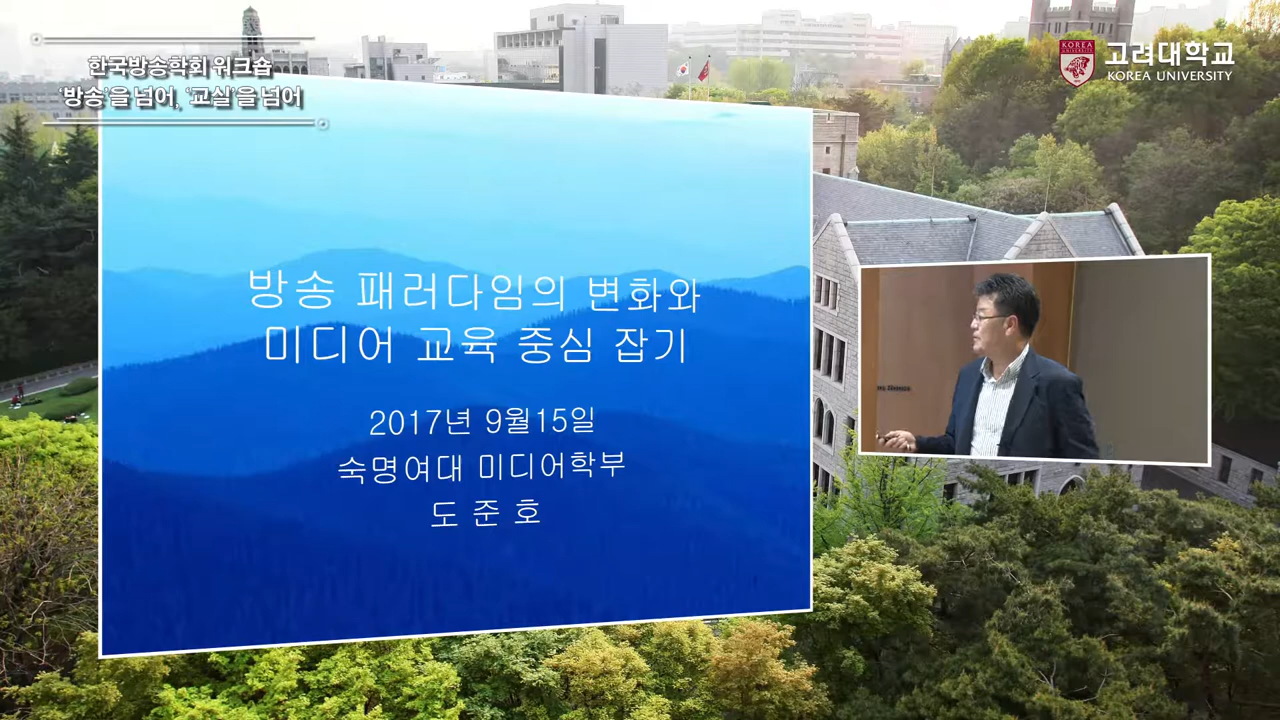 한국방송학회 워크숍
‘방송’을 넘어, ‘교실’을 넘어
KOREA
UNIVERSITY
고려대학교
KOREA UNIVERSITY
방송 패러다임의 변화와
미디어 교육 중심 잡기
2017년 9월15일
숙명여대 미디어학부
도 준 호